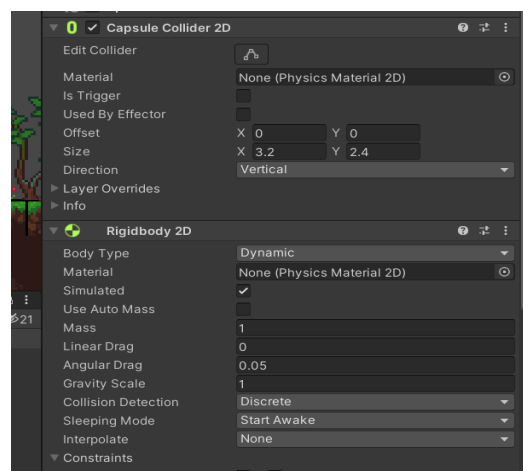 Capsule Collider 2D
Edit Collider
Material None (Physics Material 2D)
Is Trigger
Used By Effector
Offset X 0 Y 0
Size X 3.2 Y 2.4
Direction Vertical
Layer Overrides
Info
Rigidbody 2D
Body Type Dynamic
Material None (Physics Material 2D)
Simulated
Use Auto Mass
21
Mass 1
Linear Drag 0
Angular Drag 0.05
Gravity Scale 1
Collision Detection Discrete
Sleeping Mode Start Awake
Interpolate None
Constraints